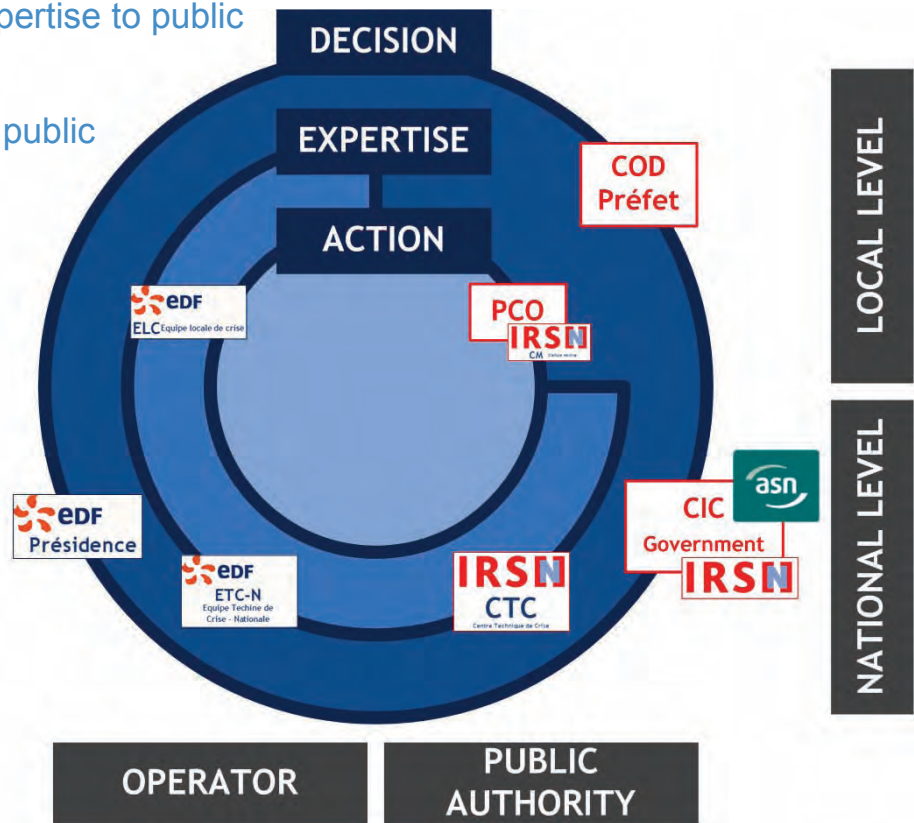 pertise to public
public
DECISION
EXPERTISE
ACTION
COD
Préfet
LOCAL LEVEL
eDF
ELC Equipe locale de crise
PCO
IRSN
CM
NATIONAL LEVEL
asn
CIC
Government
IRSN
eDF
Présidence
eDF
ETC-N
Equipe Techine de
Crise - Nationale
IRSN
CTC
Centre Technique de Crise
OPERATOR
PUBLIC
AUTHORITY